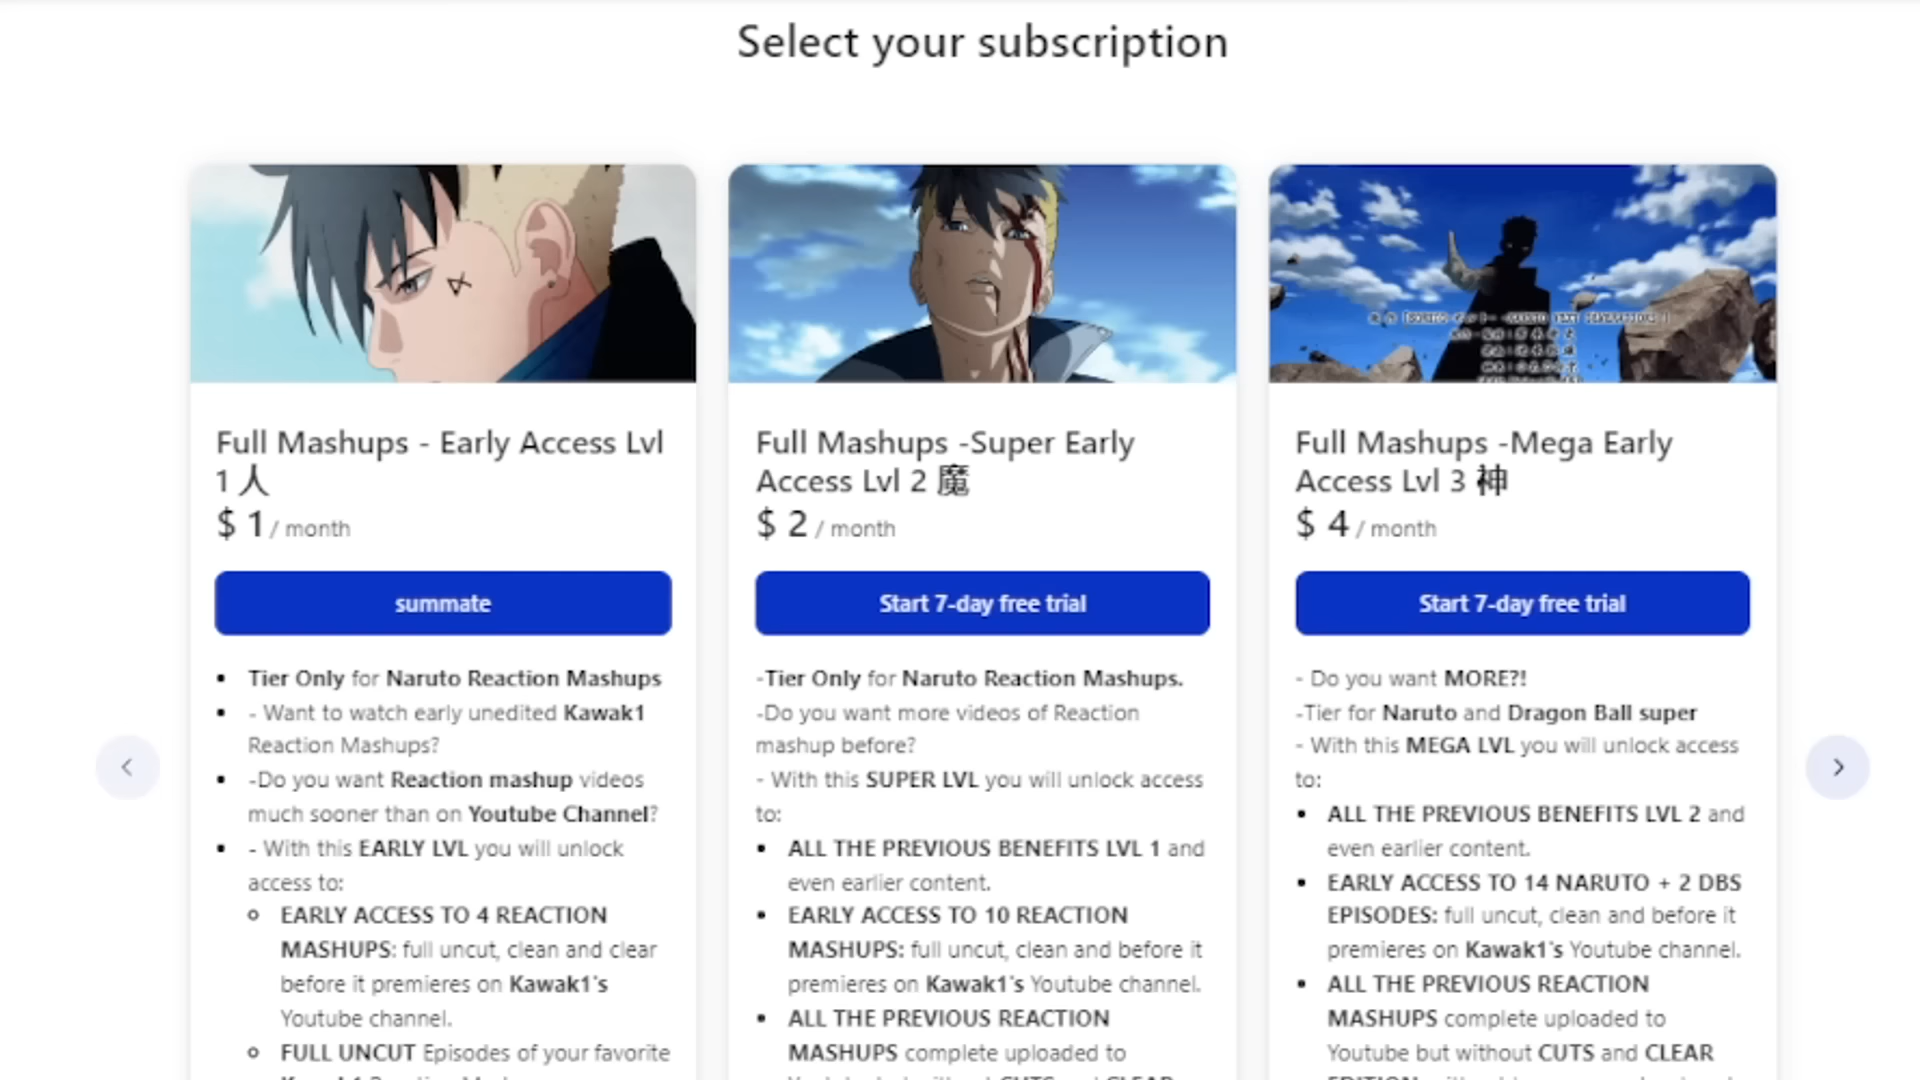 Select your subscription
Full Mashups - Early Access Lvl
1 人
$ 1 / month
summate
• Tier Only for Naruto Reaction Mashups
• - Want to watch early unedited Kawak1
Reaction Mashups?
• -Do you want Reaction mashup videos
much sooner than on Youtube Channel?
• - With this EARLY LVL you will unlock
access to:
EARLY ACCESS TO 4 REACTION
MASHUPS: full uncut, clean and clear
before it premieres on Kawak1's
Youtube channel.
FULL UNCUT Episodes of your favorite
Full Mashups -Super Early
Access Lvl 2 魔
$ 2 / month
Start 7-day free trial
-Tier Only for Naruto Reaction Mashups.
-Do you want more videos of Reaction
mashup before?
- With this SUPER LVL you will unlock access
to:
• ALL THE PREVIOUS BENEFITS LVL 1 and
even earlier content.
• EARLY ACCESS TO 10 REACTION
MASHUPS: full uncut, clean and before it
premieres on Kawak1's Youtube channel.
• ALL THE PREVIOUS REACTION
MASHUPS complete uploaded to
Full Mashups -Mega Early
Access Lvl 3 神
$ 4 / month
Start 7-day free trial
- Do you want MORE?!
-Tier for Naruto and Dragon Ball super
- With this MEGA LVL you will unlock access
to:
• ALL THE PREVIOUS BENEFITS LVL 2 and
even earlier content.
• EARLY ACCESS TO 14 NARUTO + 2 DBS
EPISODES: full uncut, clean and before it
premieres on Kawak1's Youtube channel.
• ALL THE PREVIOUS REACTION
MASHUPS complete uploaded to
Youtube but without CUTS and CLEAR